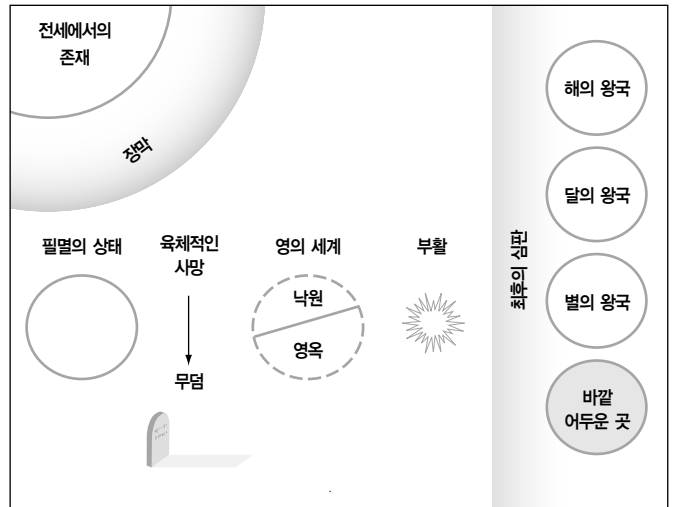 전세에서의
존재
장막
필멸의 상태
육체적인
사망
무덤
영의 세계
낙원
영옥
부활
최후의 심판
해의 왕국
달의 왕국
별의 왕국
바깥
어두운 곳